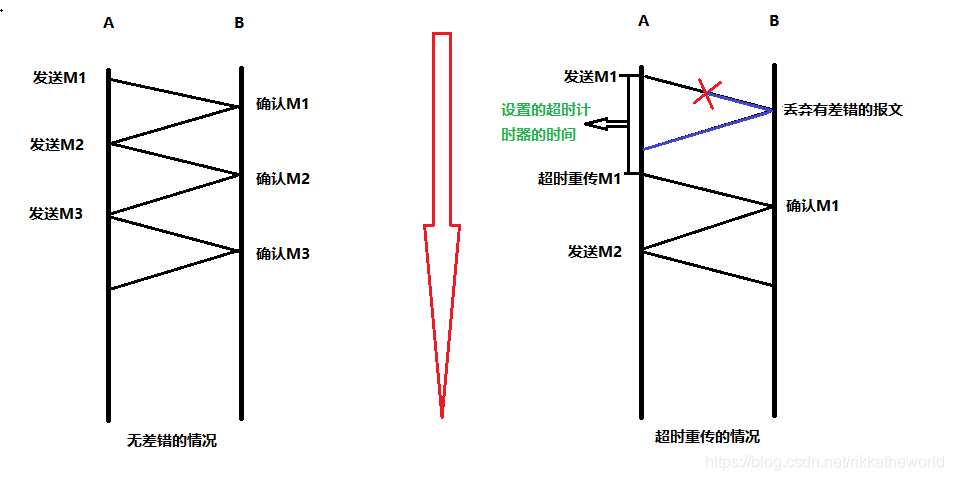 A
B
发送M1
确认M1
发送M2
确认M2
发送M3
确认M3
无差错的情况
A
B
发送M1
设置的超时计
时器的时间
丢弃有差错的报文
超时重传M1
确认M1
发送M2
超时重传的情况
https://blog.csdn.net/rikkatheworld